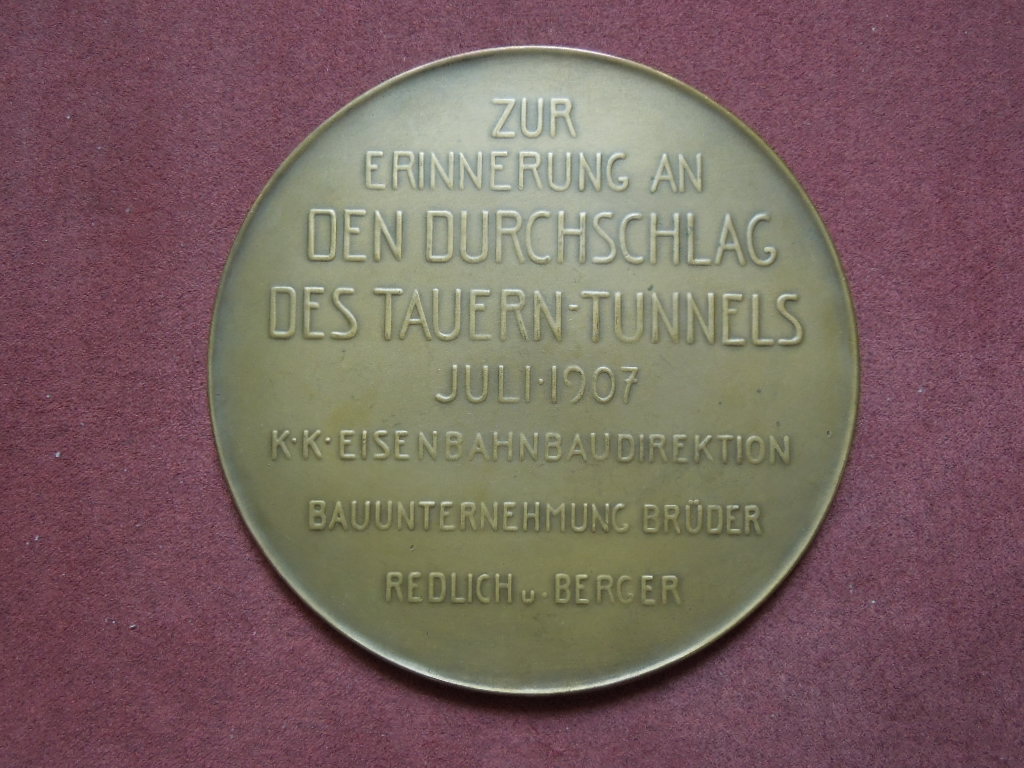 ZUR
ERINNERUNG AN
DEN DURCHSCHLAG
DES TAUERN-TUNNELS
JULI·1907
K·K·EISENBAHNBAUDIREKTION
BAUUNTERNEHMUNG BRÜDER
REDLICH u. BERGER